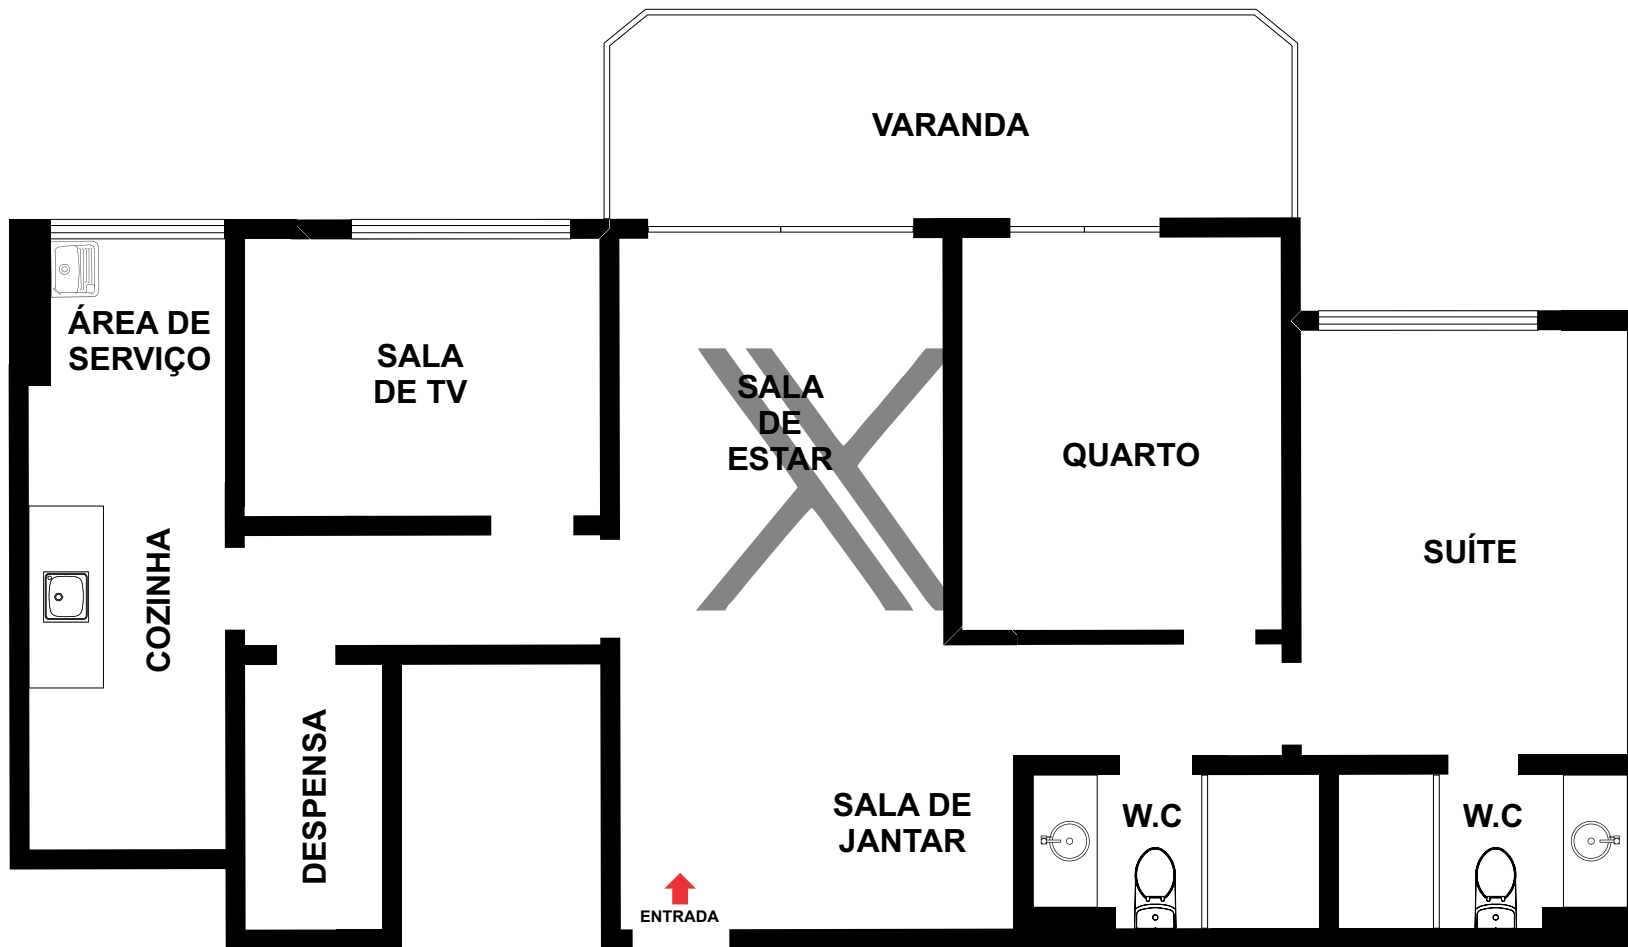 VARANDA
ÁREA DE
SERVIÇO
SALA
DE TV
SALA
DE
ESTAR
QUARTO
SUÍTE
COZINHA
DESPENSA
SALA DE
JANTAR
W.C
W.C
ENTRADA